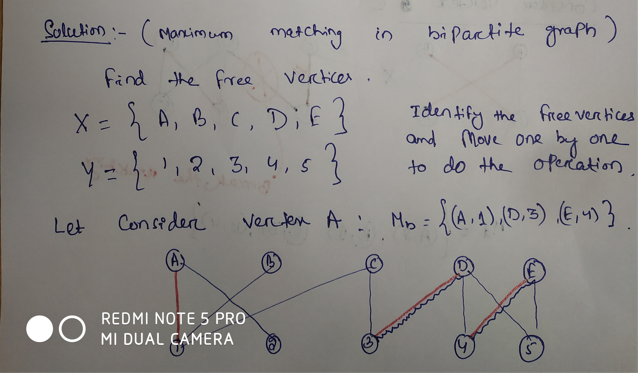 Solution:- (Maximum matching in bipartite graph)
Find the free vertices.
X = { A, B, C, D, E }
Y = { 1, 2, 3, 4, 5 }
Identify the free vertices
and Move one by one
to do the operation.
Let Consider vertex A : Mb = {(A,1),(D,3),(E,4)}.
A B C D E
1 2 3 4 5
REDMI NOTE 5 PRO
MI DUAL CAMERA